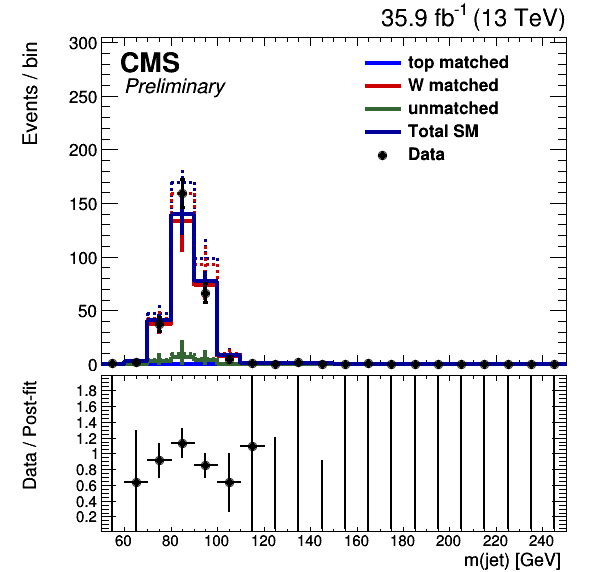 35.9 fb⁻¹ (13 TeV)
CMS
Preliminary
top matched
W matched
unmatched
Total SM
Data
Events / bin
300
250
200
150
100
50
0
Data / Post-fit
1.8
1.6
1.4
1.2
1
0.8
0.6
0.4
0.2
60 80 100 120 140 160 180 200 220 240
m(jet) [GeV]